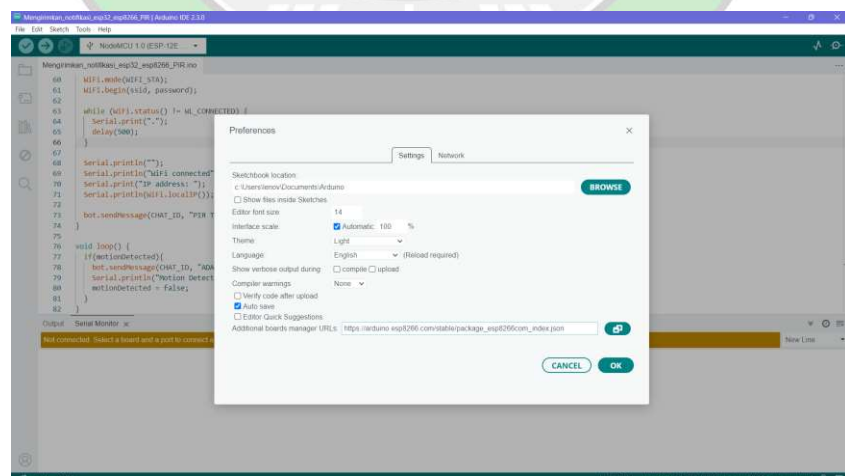 Mengirimkan_notifikasi_esp32_esp8266_PIR | Arduino IDE 2.3.0
File Edit Sketch Tools Help
NodeMCU 1.0 (ESP-12E ...
Mengirimkan_notifikasi_esp32_esp8266_PIR.ino
60 WiFi.mode(WIFI_STA);
61 WiFi.begin(ssid, password);
62
63 while (WiFi.status() != WL_CONNECTED) {
64 Serial.print(".");
65 delay(500);
66 }
67
68 Serial.println("");
69 Serial.println("WiFi connected"
70 Serial.print("IP address: ");
71 Serial.println(WiFi.localIP());
72
73 bot.sendMessage(CHAT_ID, "PIR
74 }
75
76 void loop() {
77 if(motionDetected){
78 bot.sendMessage(CHAT_ID, "ADA
79 Serial.println("Motion Detect
80 motionDetected = false;
81 }
82 }
Output Serial Monitor
Not connected. Select a board and a port to connect
New Line
Preferences
Settings Network
Sketchbook location:
c:\Users\lenov\Documents\Arduino
BROWSE
Show files inside Sketches
Editor font size: 14
Interface scale: Automatic 100 %
Theme: Light
Language: English (Reload required)
Show verbose output during compile upload
Compiler warnings None
Verify code after upload
Auto save
Editor Quick Suggestions
Additional boards manager URLs: https://arduino.esp8266.com/stable/package_esp8266com_index.json
CANCEL OK